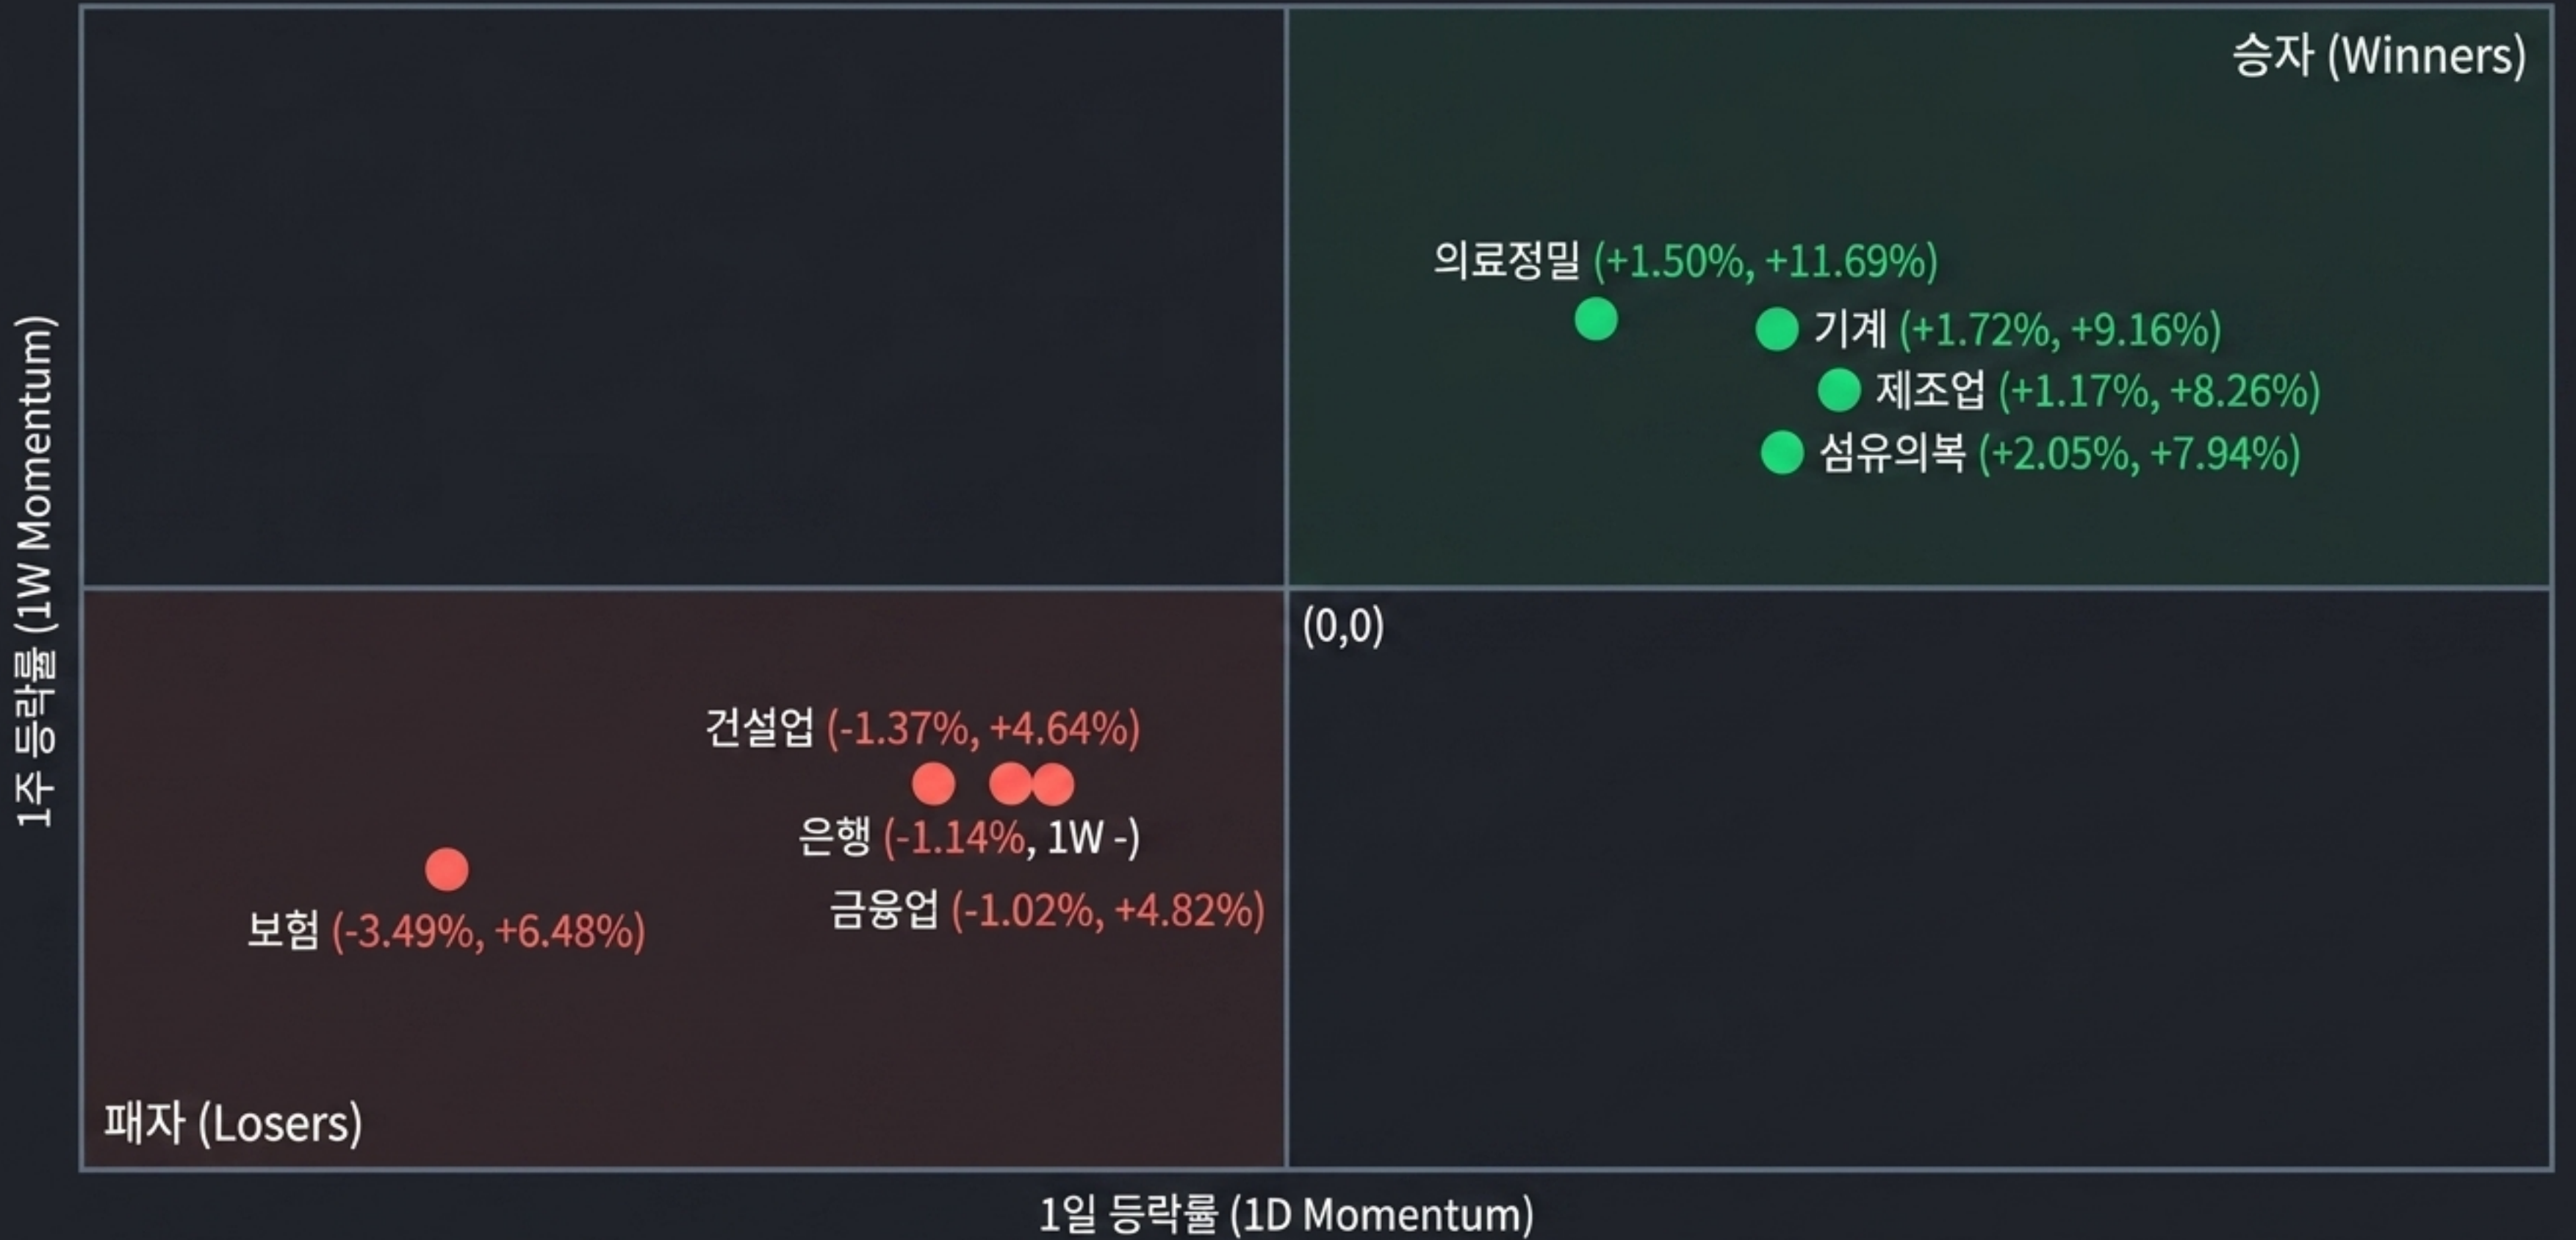 승자 (Winners)
의료정밀 (+1.50%, +11.69%)
기계 (+1.72%, +9.16%)
제조업 (+1.17%, +8.26%)
섬유의복 (+2.05%, +7.94%)
1주 등락률 (1W Momentum)
(0,0)
건설업 (-1.37%, +4.64%)
은행 (-1.14%, 1W -)
금융업 (-1.02%, +4.82%)
보험 (-3.49%, +6.48%)
패자 (Losers)
1일 등락률 (1D Momentum)